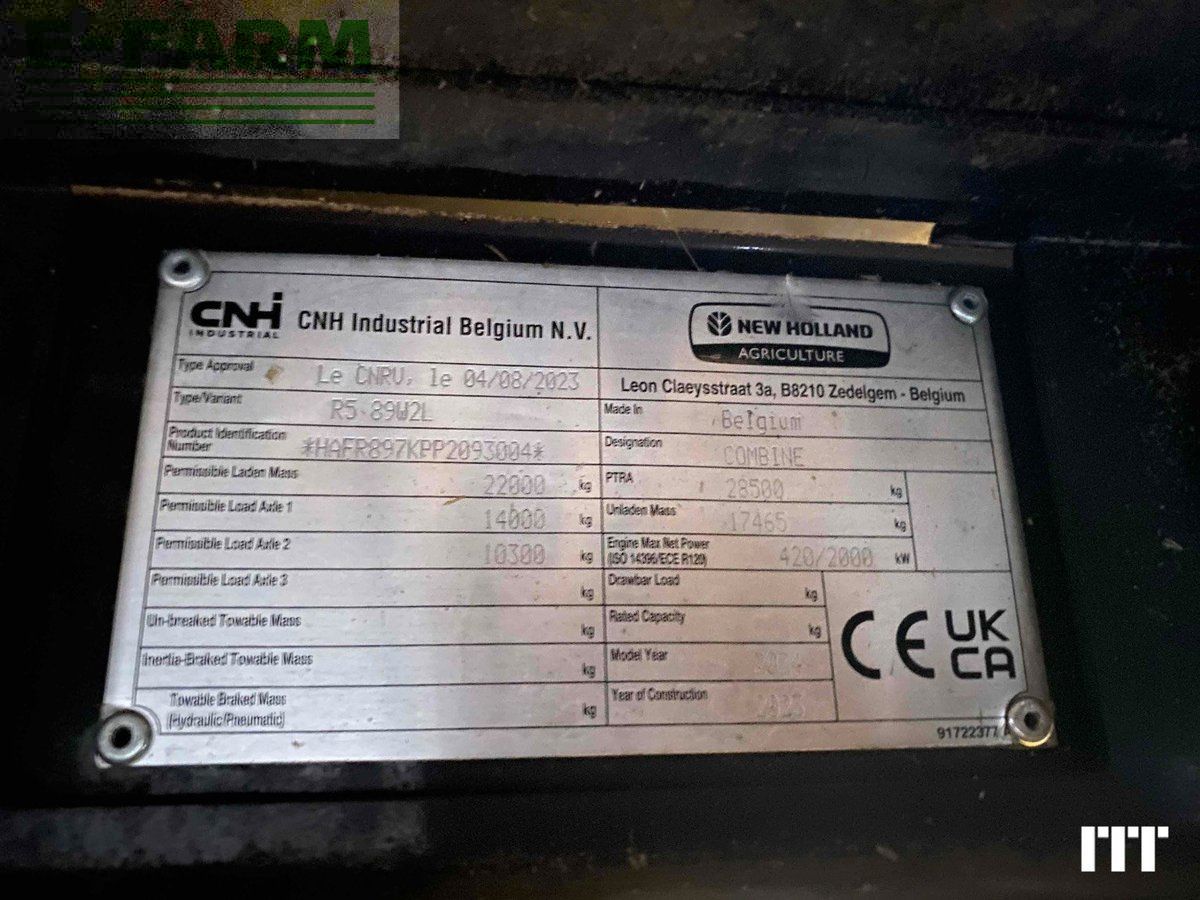 E-FARM
CNH
INDUSTRIAL
CNH Industrial Belgium N.V.
NEW HOLLAND
AGRICULTURE
Type Approval Le CNRV, le 04/08/2023
Leon Claeysstraat 3a, B8210 Zedelgem - Belgium
Type/Variant R5 89W2L
Made In Belgium
Product Identification
Number *HAFR897KPP2093004*
Designation COMBINE
Permissible Laden Mass 22000 kg
PTRA 28500 kg
Permissible Load Axle 1 14000 kg
Unladen Mass 17465 kg
Permissible Load Axle 2 10300 kg
Engine Max Net Power
(ISO 14396/ECE R120) 420/2000 kW
Permissible Load Axle 3 kg
Drawbar Load kg
Un-breaked Towable Mass kg
Rated Capacity kg
Inertia-Braked Towable Mass kg
Model Year
Towable Braked Mass
(Hydraulic/Pneumatic) kg
Year of Construction 2023
CE
UK
CA
91722377